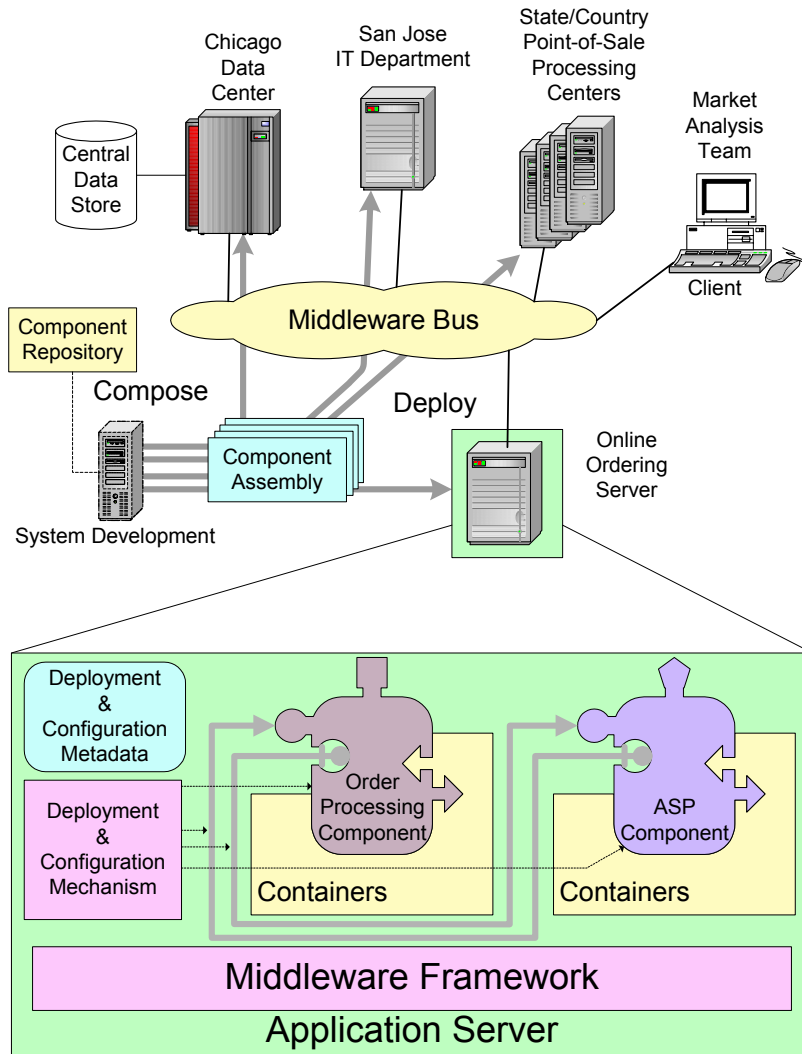 Chicago
Data
Center
San Jose
IT Department
State/Country
Point-of-Sale
Processing
Centers
Market
Analysis
Team
Central
Data
Store
Client
Middleware Bus
Component
Repository
Compose
Deploy
Component
Assembly
Online
Ordering
Server
System Development
Deployment
&
Configuration
Metadata
Deployment
&
Configuration
Mechanism
Order
Processing
Component
ASP
Component
Containers
Containers
Middleware Framework
Application Server